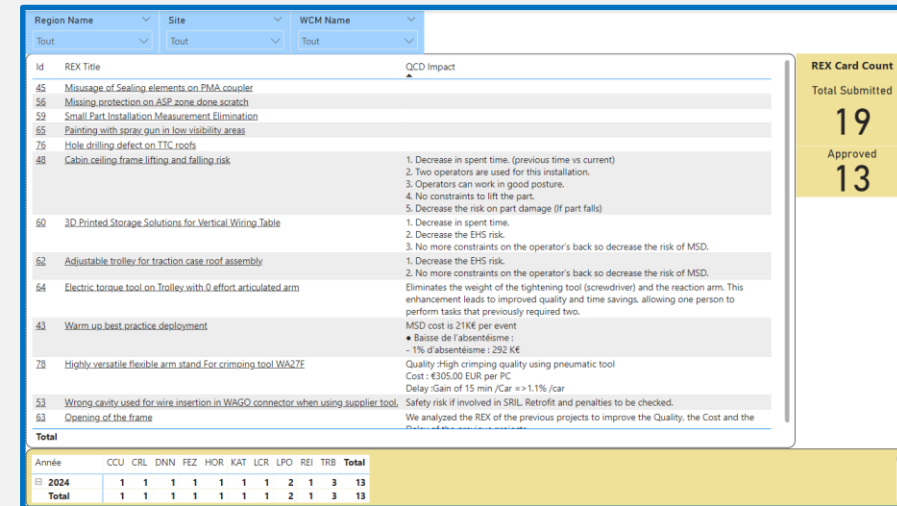 Region Name Site WCM Name
Tout Tout Tout
Id REX Title QCD Impact
45 Misusage of Sealing elements on PMA coupler
56 Missing protection on ASP zone done scratch
59 Small Part Installation Measurement Elimination
65 Painting with spray gun in low visibility areas
76 Hole drilling defect on TTC roofs
48 Cabin ceiling frame lifting and falling risk 1. Decrease in spent time. (previous time vs current)
2. Two operators are used for this installation.
3. Operators can work in good posture.
4. No constraints to lift the part.
5. Decrease the risk on part damage (If part falls)
60 3D Printed Storage Solutions for Vertical Wiring Table 1. Decrease in spent time.
2. Decrease the EHS risk.
3. No more constraints on the operator's back so decrease the risk of MSD.
62 Adjustable trolley for traction case roof assembly 1. Decrease the EHS risk.
2. No more constraints on the operator's back so decrease the risk of MSD.
64 Electric torque tool on Trolley with 0 effort articulated arm Eliminates the weight of the tightening tool (screwdriver) and the reaction arm. This
enhancement leads to improved quality and time savings, allowing one person to
perform tasks that previously required two.
43 Warm up best practice deployment MSD cost is 21K€ per event
● Baisse de l'absentéisme :
- 1% d'absentéisme : 292 K€
78 Highly versatile flexible arm stand For crimping tool WA27F Quality :High crimping quality using pneumatic tool
Cost : €305.00 EUR per PC
Delay :Gain of 15 min /Car =>1.1% /car
53 Wrong cavity used for wire insertion in WAGO connector when using supplier tool. Safety risk if involved in SRIL. Retrofit and penalties to be checked.
63 Opening of the frame We analyzed the REX of the previous projects to improve the Quality, the Cost and the
Delay of the previous projects
Total
REX Card Count
Total Submitted
19
Approved
13
Année CCU CRL DNN FEZ HOR KAT LCR LPO REI TRB Total
2024 1 1 1 1 1 1 1 2 1 3 13
Total 1 1 1 1 1 1 1 2 1 3 13